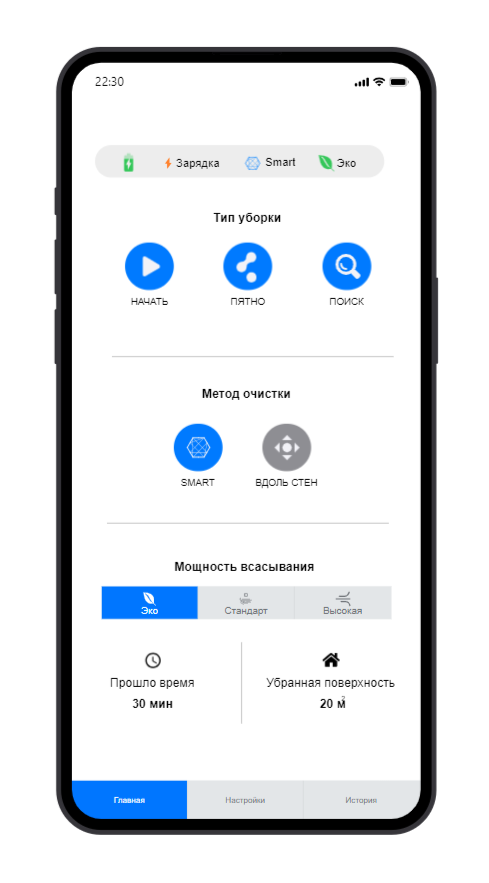 22:30
Зарядка Smart Эко
Тип уборки
НАЧАТЬ ПЯТНО ПОИСК
Метод очистки
SMART ВДОЛЬ СТЕН
Мощность всасывания
Эко Стандарт Высокая
Прошло время Убранная поверхность
30 мин 20 м²
Главная Настройки История